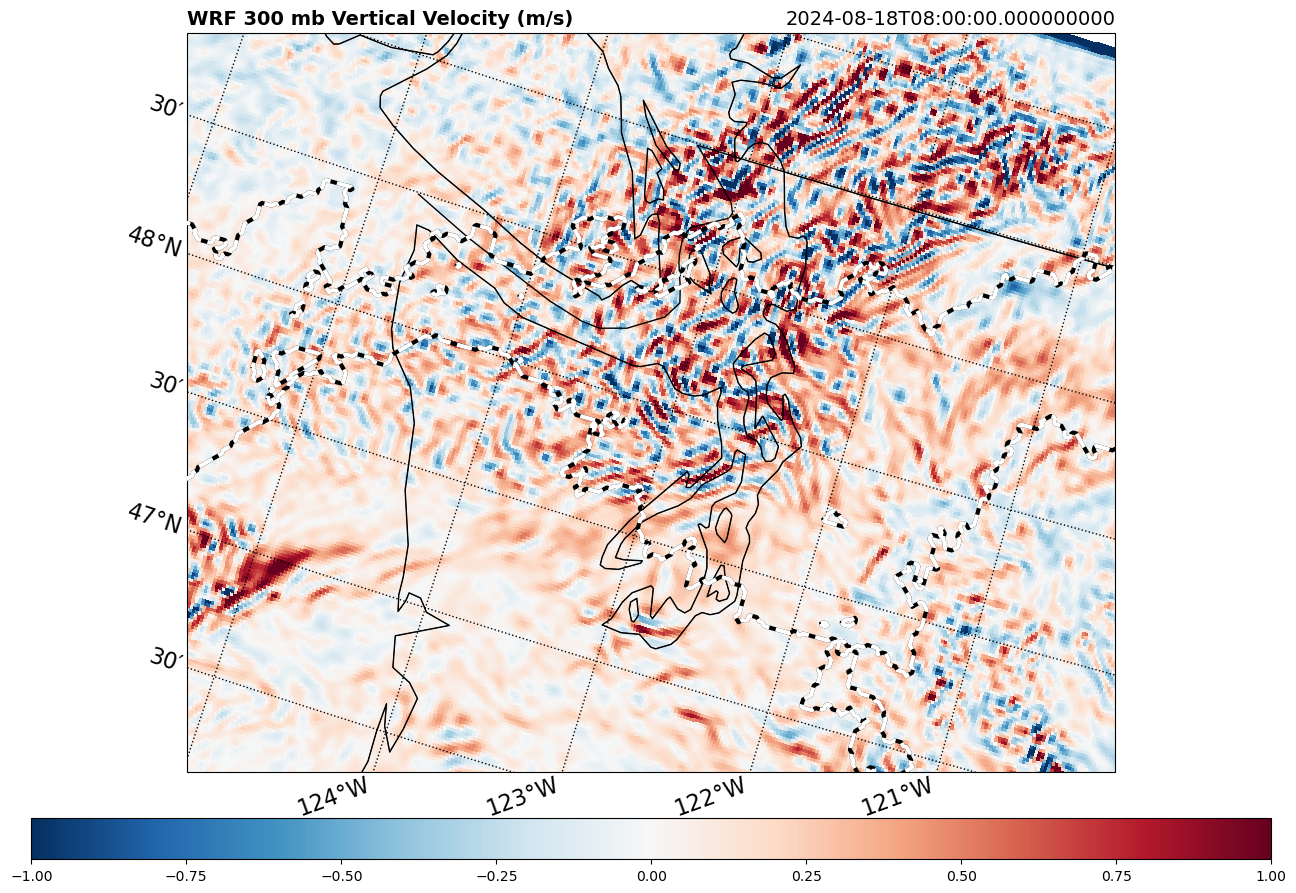 WRF 300 mb Vertical Velocity (m/s) 2024-08-18T08:00:00.000000000
30′
48°N
30′
47°N
30′
124°W 123°W 122°W 121°W
−1.00 −0.75 −0.50 −0.25 0.00 0.25 0.50 0.75 1.00